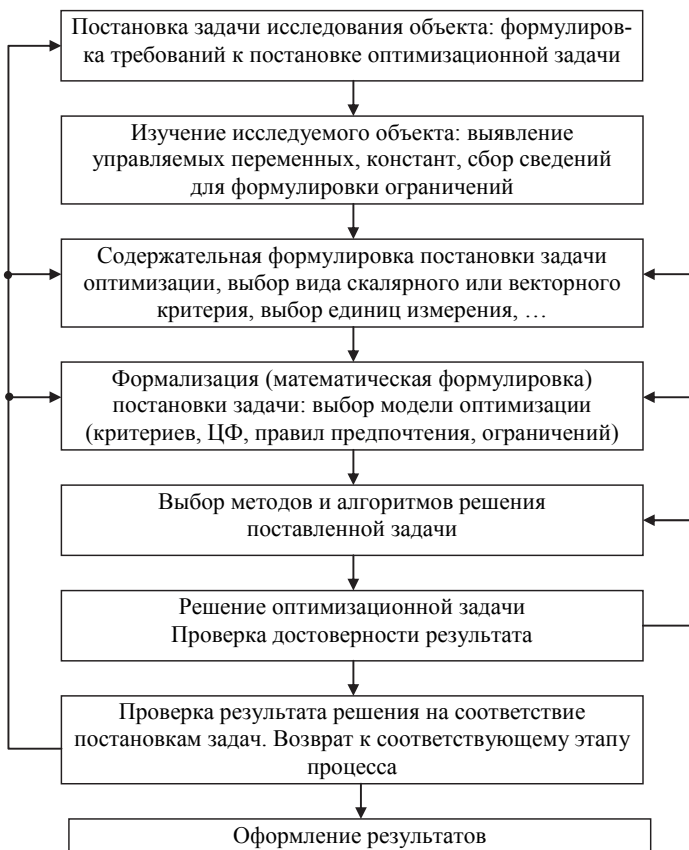 Постановка задачи исследования объекта: формулиров-
ка требований к постановке оптимизационной задачи
Изучение исследуемого объекта: выявление
управляемых переменных, констант, сбор сведений
для формулировки ограничений
Содержательная формулировка постановки задачи
оптимизации, выбор вида скалярного или векторного
критерия, выбор единиц измерения, …
Формализация (математическая формулировка)
постановки задачи: выбор модели оптимизации
(критериев, ЦФ, правил предпочтения, ограничений)
Выбор методов и алгоритмов решения
поставленной задачи
Решение оптимизационной задачи
Проверка достоверности результата
Проверка результата решения на соответствие
постановкам задач. Возврат к соответствующему этапу
процесса
Оформление результатов